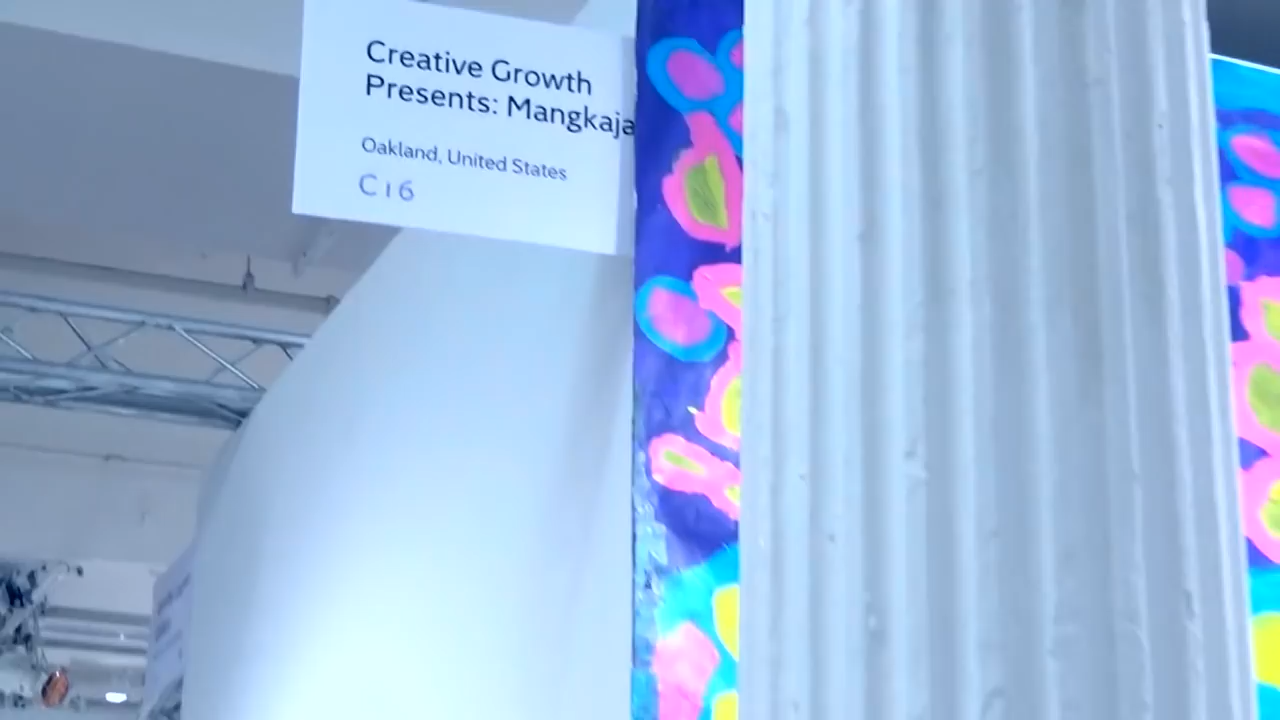 Creative Growth
Presents: Mangkaja
Oakland, United States
C16